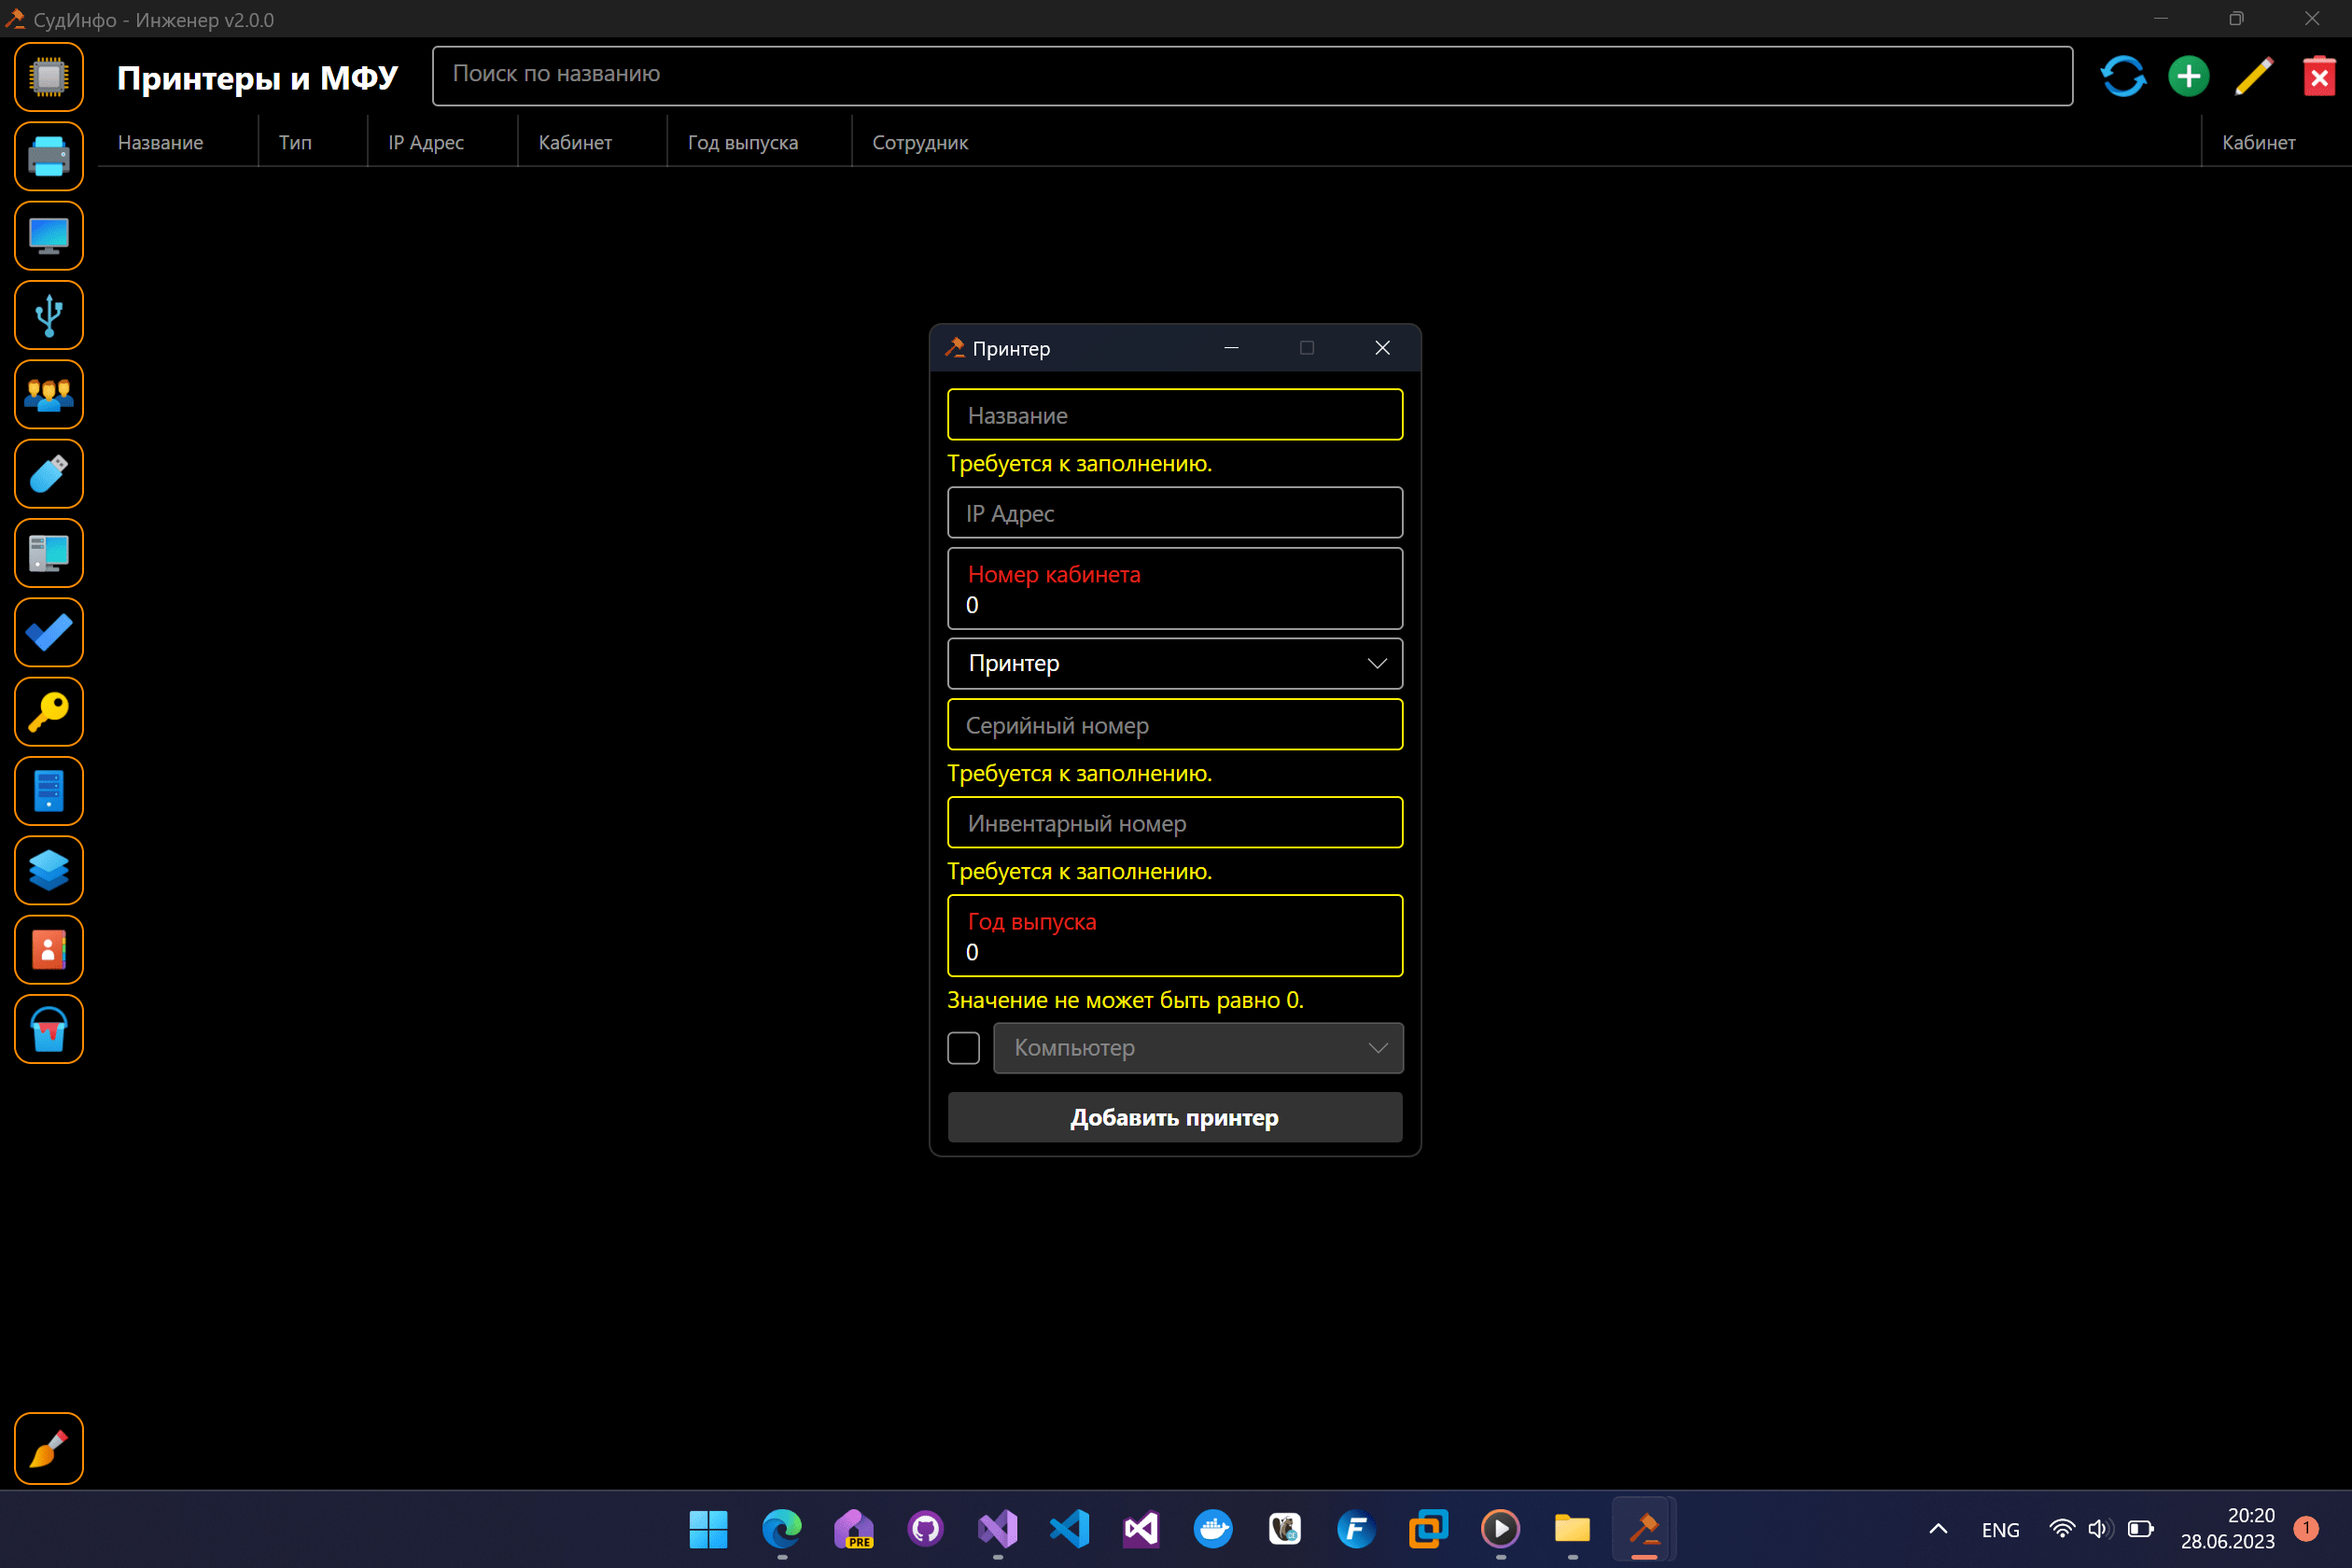 СудИнфо - Инженер v2.0.0
Принтеры и МФУ
Поиск по названию
Название Тип IP Адрес Кабинет Год выпуска Сотрудник Кабинет
Принтер
Название
Требуется к заполнению.
IP Адрес
Номер кабинета
0
Принтер
Серийный номер
Требуется к заполнению.
Инвентарный номер
Требуется к заполнению.
Год выпуска
0
Значение не может быть равно 0.
Компьютер
Добавить принтер
PRE
F
ENG
20:20
28.06.2023
1